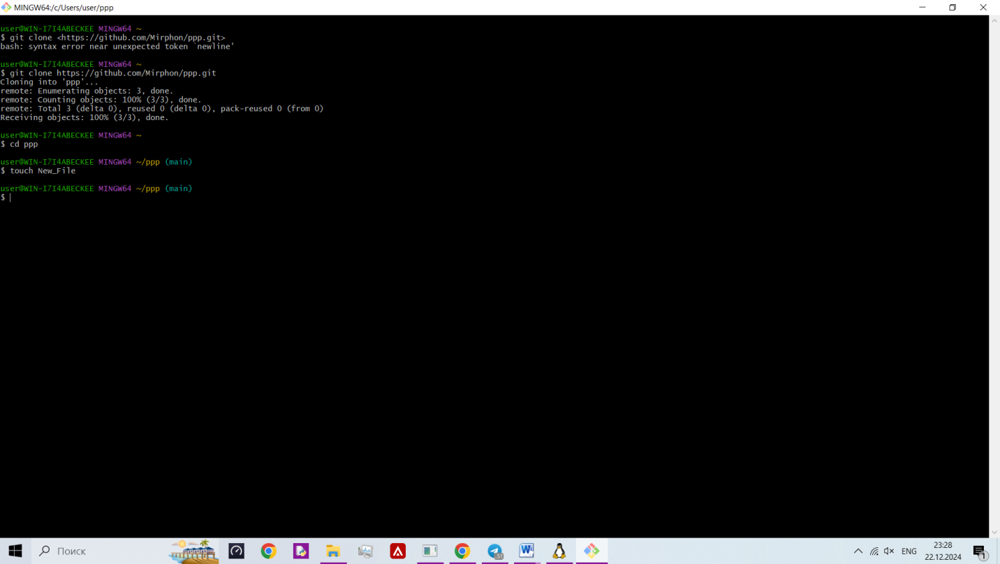 MINGW64:/c/Users/user/ppp
user@WIN-I7I4ABECKEE MINGW64 ~
$ git clone <https://github.com/Mirphon/ppp.git>
bash: syntax error near unexpected token `newline'
user@WIN-I7I4ABECKEE MINGW64 ~
$ git clone https://github.com/Mirphon/ppp.git
Cloning into 'ppp'...
remote: Enumerating objects: 3, done.
remote: Counting objects: 100% (3/3), done.
remote: Total 3 (delta 0), reused 0 (delta 0), pack-reused 0 (from 0)
Receiving objects: 100% (3/3), done.
user@WIN-I7I4ABECKEE MINGW64 ~
$ cd ppp
user@WIN-I7I4ABECKEE MINGW64 ~/ppp (main)
$ touch New_File
user@WIN-I7I4ABECKEE MINGW64 ~/ppp (main)
$
Поиск
51
W
ENG
23:28
22.12.2024
1